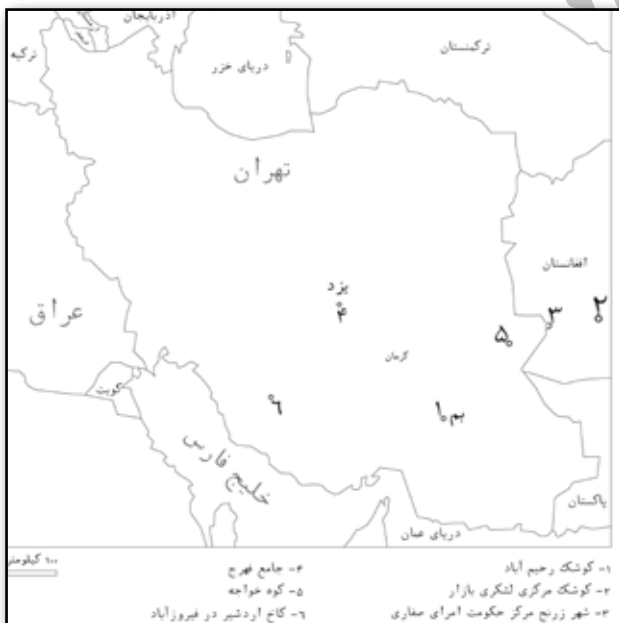 آذربایجان
ترکیه
دریای خزر
ترکمنستان
تهران
افغانستان
یزد
۴
۲
۳
۵
عراق
کرمان
کویت
۶
۱ بم
خلیج فارس
پاکستان
دریای عمان
۱۰۰ کیلومتر
۱- کوشک رحیم آباد
۲- کوشک مرکزی لشکری بازار
۳- شهر زرنج مرکز حکومت امرای صفاری
۴- جامع فهرج
۵- کوه خواجه
۶- کاخ اردشیر در فیروزآباد